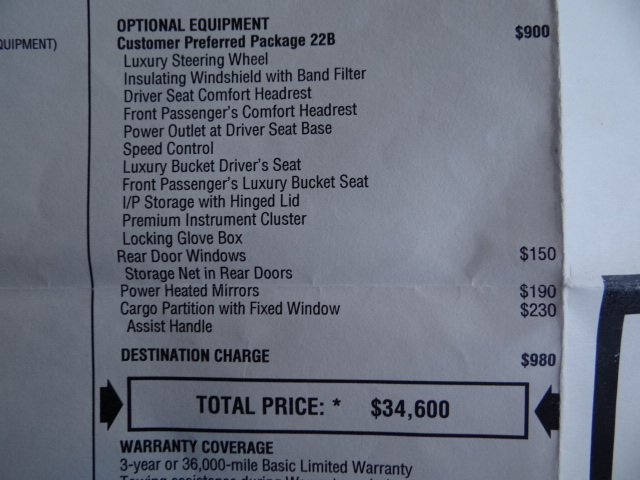 OPTIONAL EQUIPMENT
QUIPMENT) Customer Preferred Package 22B $900
Luxury Steering Wheel
Insulating Windshield with Band Filter
Driver Seat Comfort Headrest
Front Passenger's Comfort Headrest
Power Outlet at Driver Seat Base
Speed Control
Luxury Bucket Driver's Seat
Front Passenger's Luxury Bucket Seat
I/P Storage with Hinged Lid
Premium Instrument Cluster
Locking Glove Box
Rear Door Windows $150
Storage Net in Rear Doors
Power Heated Mirrors $190
Cargo Partition with Fixed Window $230
Assist Handle
DESTINATION CHARGE $980
TOTAL PRICE: * $34,600
WARRANTY COVERAGE
3-year or 36,000-mile Basic Limited Warranty